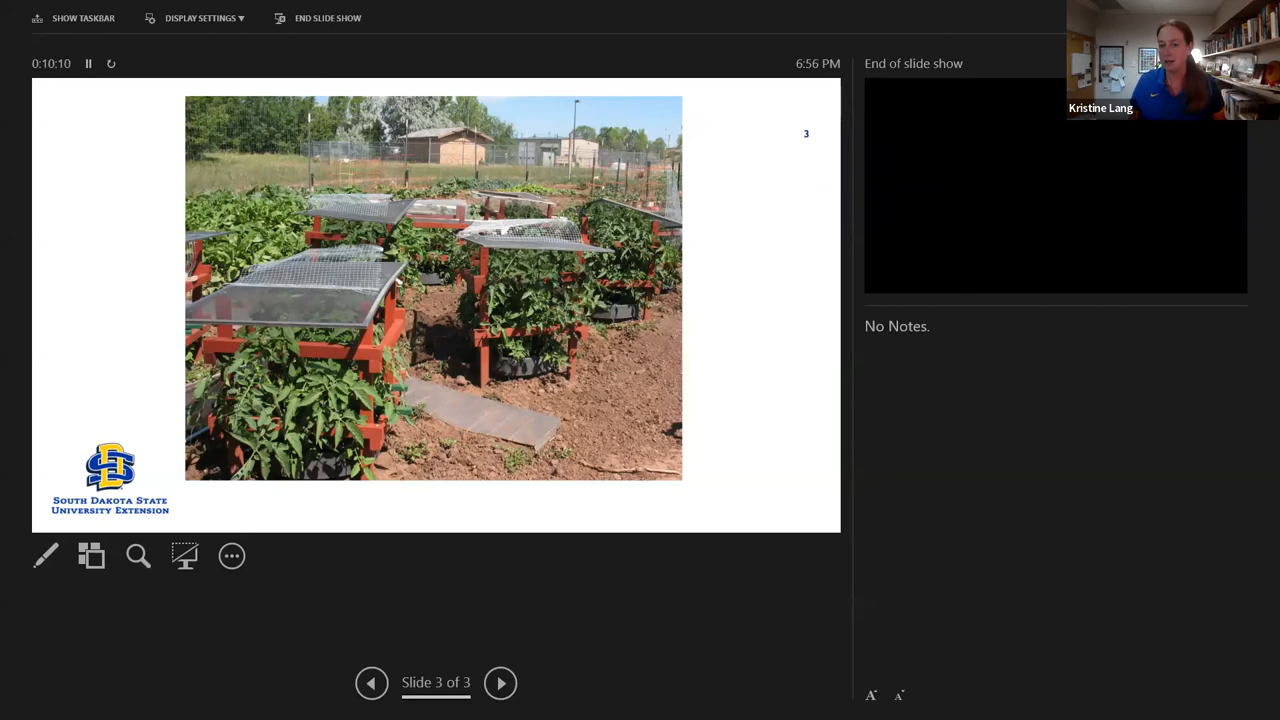 SHOW TASKBAR
DISPLAY SETTINGS ▼
END SLIDE SHOW
0:10:10
6:56 PM
End of slide show
Kristine Lang
3
No Notes.
SOUTH DAKOTA STATE
UNIVERSITY EXTENSION
Slide 3 of 3
A A